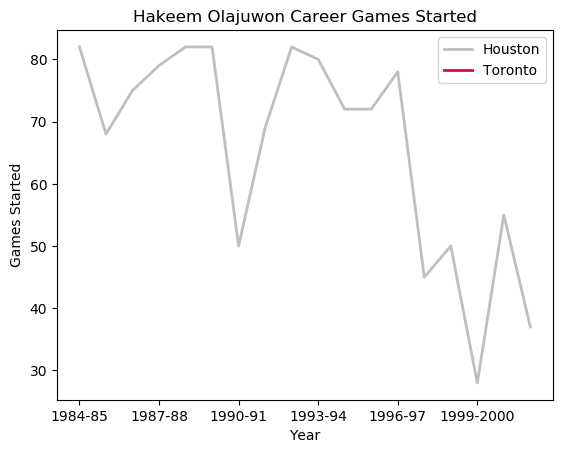 Hakeem Olajuwon Career Games Started
Houston
Toronto
80
70
60
50
40
30
Games Started
1984-85 1987-88 1990-91 1993-94 1996-97 1999-2000
Year